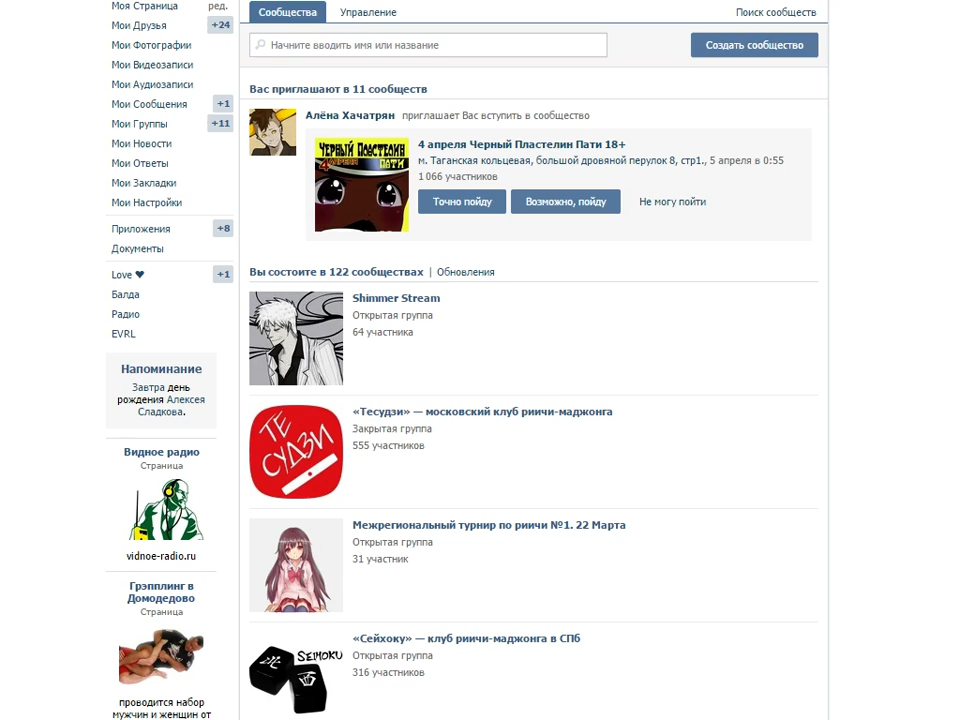 Моя Страница ред.
Мои Друзья +24
Мои Фотографии
Мои Видеозаписи
Мои Аудиозаписи
Мои Сообщения +1
Мои Группы +11
Мои Новости
Мои Ответы
Мои Закладки
Мои Настройки
Приложения +8
Документы
Love ❤ +1
Балда
Радио
EVRL
Напоминание
Завтра день
рождения Алексея
Сладкова.
Видное радио
Страница
vidnoe-radio.ru
Грэпплинг в
Домодедово
Страница
проводится набор
мужчин и женщин от
Сообщества Управление Поиск сообществ
Начните вводить имя или название Создать сообщество
Вас приглашают в 11 сообществ
Алёна Хачатрян приглашает Вас вступить в сообщество
ЧЕРНЫЙ ПЛАСТЕЛИН
4 АПРЕЛЯ ПАТИ
4 апреля Черный Пластелин Пати 18+
м. Таганская кольцевая, большой дровяной перулок 8, стр1., 5 апреля в 0:55
1 066 участников
Точно пойду Возможно, пойду Не могу пойти
Вы состоите в 122 сообществах | Обновления
Shimmer Stream
Открытая группа
64 участника
ТЕ
СУДЗИ
«Тесудзи» — московский клуб риичи-маджонга
Закрытая группа
555 участников
Межрегиональный турнир по риичи №1. 22 Марта
Открытая группа
31 участник
SEIHOKU
«Сейхоку» — клуб риичи-маджонга в СПб
Открытая группа
316 участников